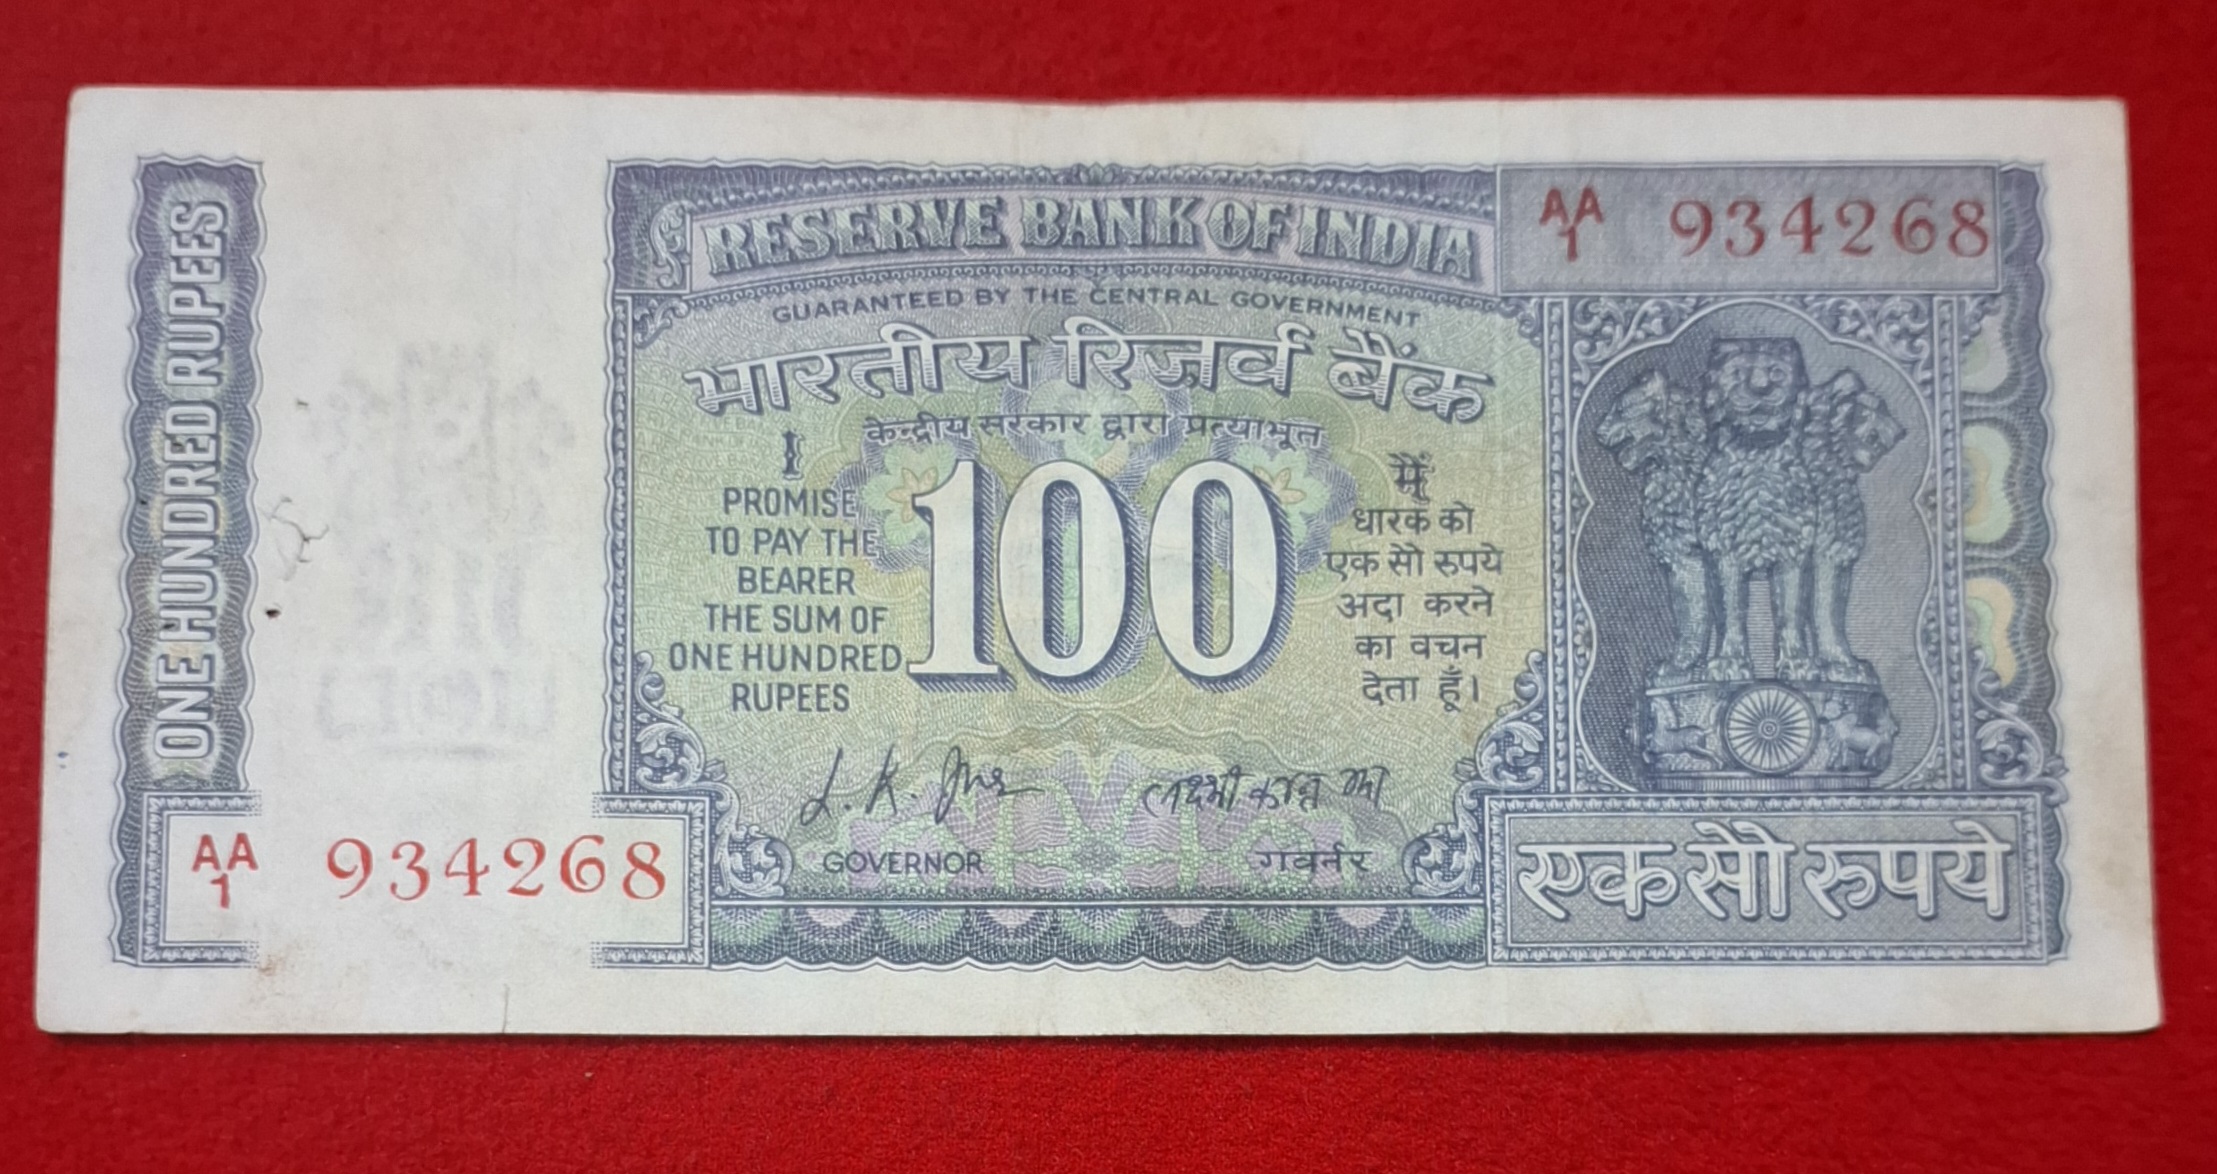 ONE HUNDRED RUPEES
RESERVE BANK OF INDIA
AA
1 934268
GUARANTEED BY THE CENTRAL GOVERNMENT
भारतीय रिज़र्व बैंक
केन्द्रीय सरकार द्वारा प्रत्याभूत
I
PROMISE
TO PAY THE
BEARER
THE SUM OF
ONE HUNDRED
RUPEES
100
मैं
धारक को
एक सौ रुपये
अदा करने
का वचन
देता हूँ।
L. K. Jha
लक्ष्मी कान्त झा
GOVERNOR
गवर्नर
AA
1 934268
एक सौ रुपये